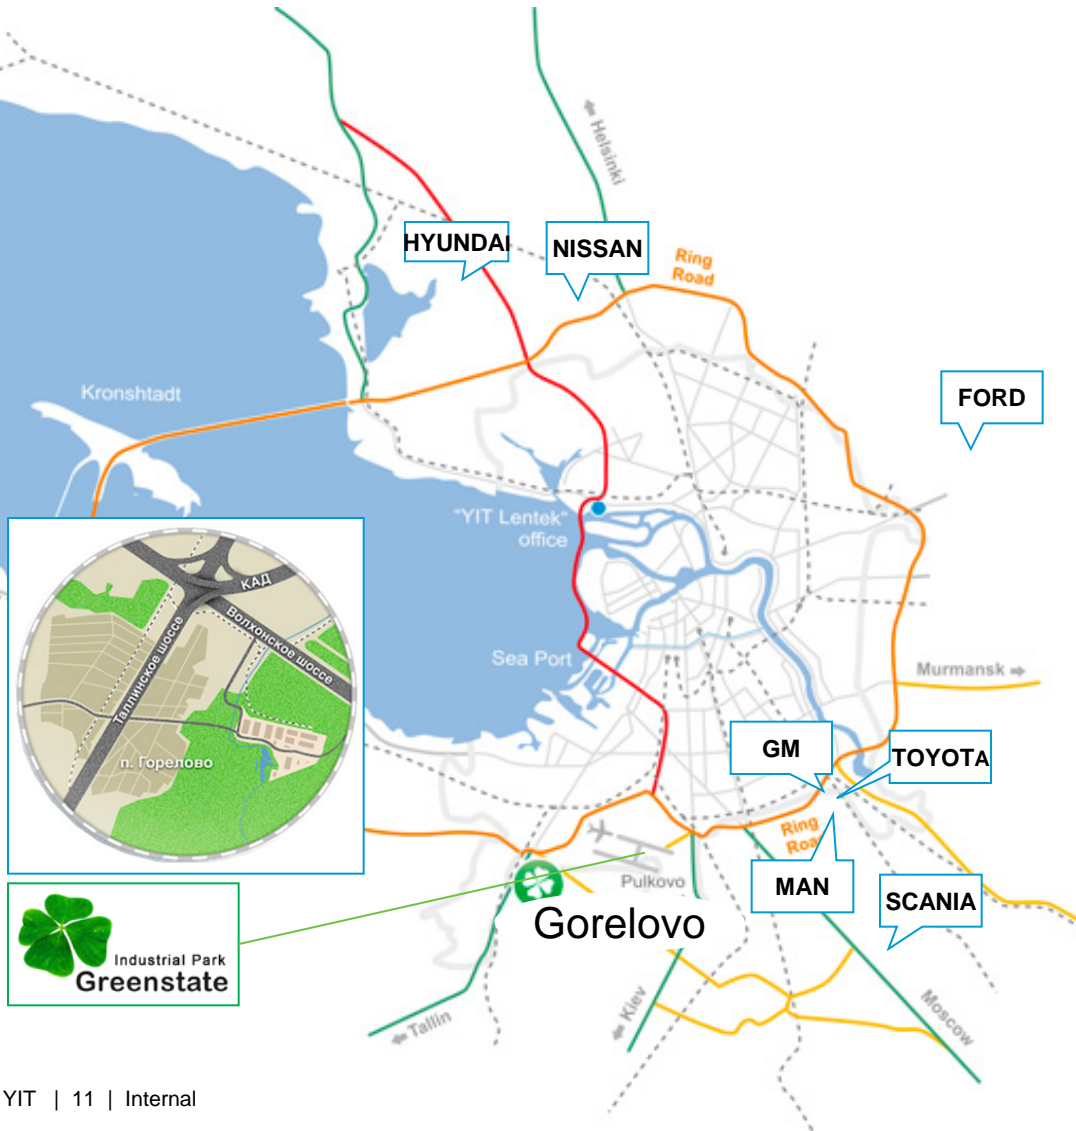 Helsinki
HYUNDAI
NISSAN
Ring
Road
Kronshtadt
FORD
"YIT Lentek"
office
КАД
Волхонское шоссе
Таллинское шоссе
п. Горелово
Sea Port
Murmansk
GM
TOYOTA
Ring
Road
Pulkovo
MAN
SCANIA
Gorelovo
Industrial Park
Greenstate
Tallin
Kiev
Moscow
YIT | 11 | Internal